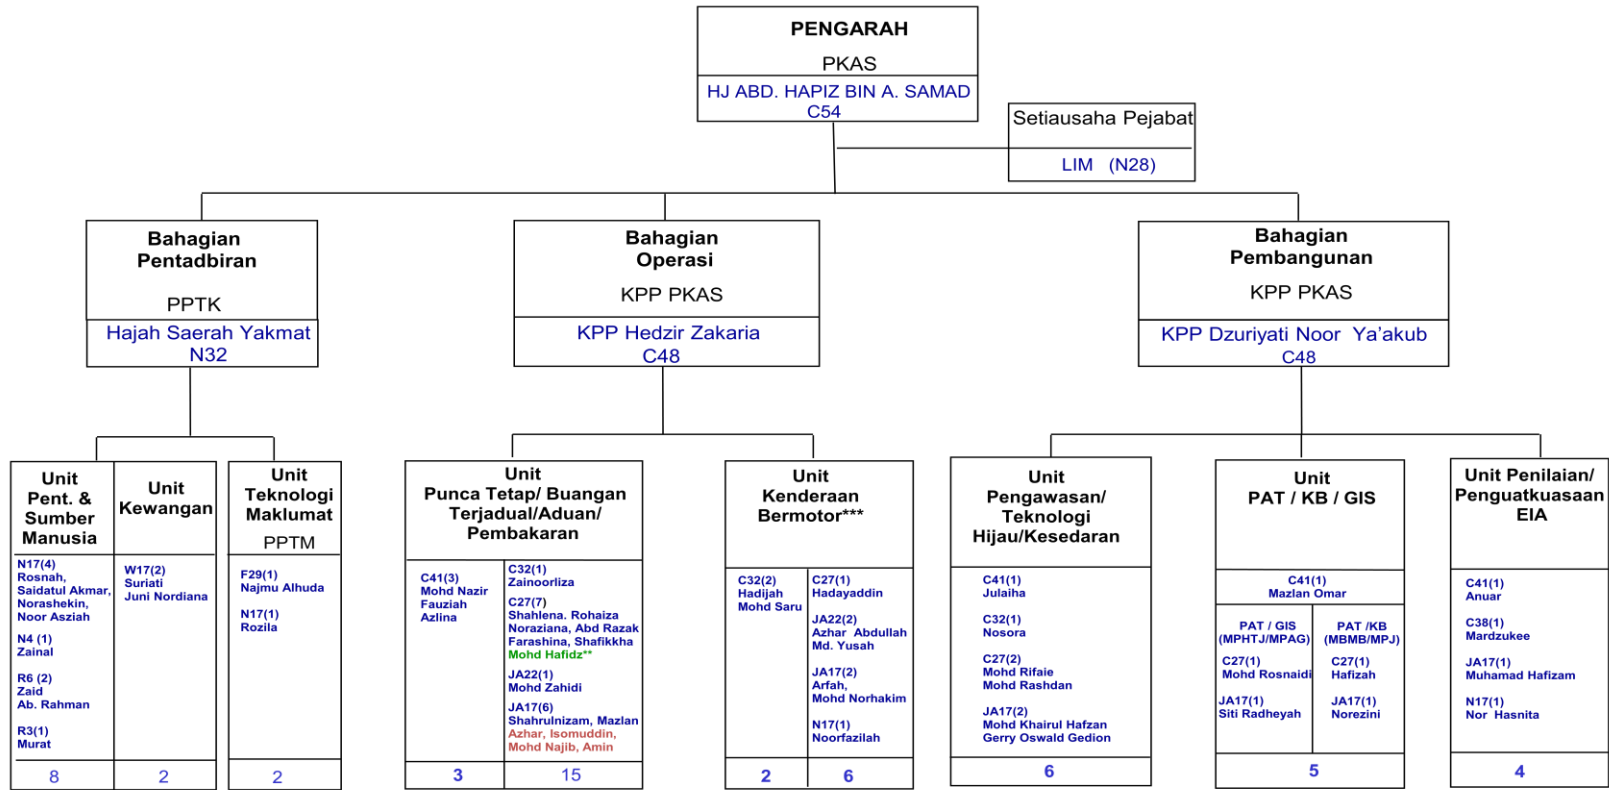 PENGARAH
PKAS
HJ ABD. HAPIZ BIN A. SAMAD
C54
Setiausaha Pejabat
LIM (N28)
Bahagian
Pentadbiran
PPTK
Hajah Saerah Yakmat
N32
Bahagian
Operasi
KPP PKAS
KPP Hedzir Zakaria
C48
Bahagian
Pembangunan
KPP PKAS
KPP Dzuriyati Noor Ya’akub
C48
Unit
Pent. &
Sumber
Manusia
N17(4)
Rosnah,
Saidatul Akmar,
Norashekin,
Noor Asziah
N4 (1)
Zainal
R6 (2)
Zaid
Ab. Rahman
R3(1)
Murat
8
Unit
Kewangan
W17(2)
Suriati
Juni Nordiana
2
Unit
Teknologi
Maklumat
PPTM
F29(1)
Najmu Alhuda
N17(1)
Rozila
2
Unit
Punca Tetap/ Buangan
Terjadual/Aduan/
Pembakaran
C41(3)
Mohd Nazir
Fauziah
Azlina
3
C32(1)
Zainoorliza
C27(7)
Shahlena. Rohaiza
Noraziana, Abd Razak
Farashina, Shafikkha
Mohd Hafidz**
JA22(1)
Mohd Zahidi
JA17(6)
Shahrulnizam, Mazlan
Azhar, Isomuddin,
Mohd Najib, Amin
15
Unit
Kenderaan
Bermotor***
C32(2)
Hadijah
Mohd Saru
2
C27(1)
Hadayaddin
JA22(2)
Azhar Abdullah
Md. Yusah
JA17(2)
Arfah,
Mohd Norhakim
N17(1)
Noorfazilah
6
Unit
Pengawasan/
Teknologi
Hijau/Kesedaran
C41(1)
Julaiha
C32(1)
Nosora
C27(2)
Mohd Rifaie
Mohd Rashdan
JA17(2)
Mohd Khairul Hafzan
Gerry Oswald Gedion
6
Unit
PAT / KB / GIS
C41(1)
Mazlan Omar
PAT / GIS
(MPHTJ/MPAG)
C27(1)
Mohd Rosnaidi
JA17(1)
Siti Radheyah
PAT /KB
(MBMB/MPJ)
C27(1)
Hafizah
JA17(1)
Norezini
5
Unit Penilaian/
Penguatkuasaan
EIA
C41(1)
Anuar
C38(1)
Mardzukee
JA17(1)
Muhamad Hafizam
N17(1)
Nor Hasnita
4